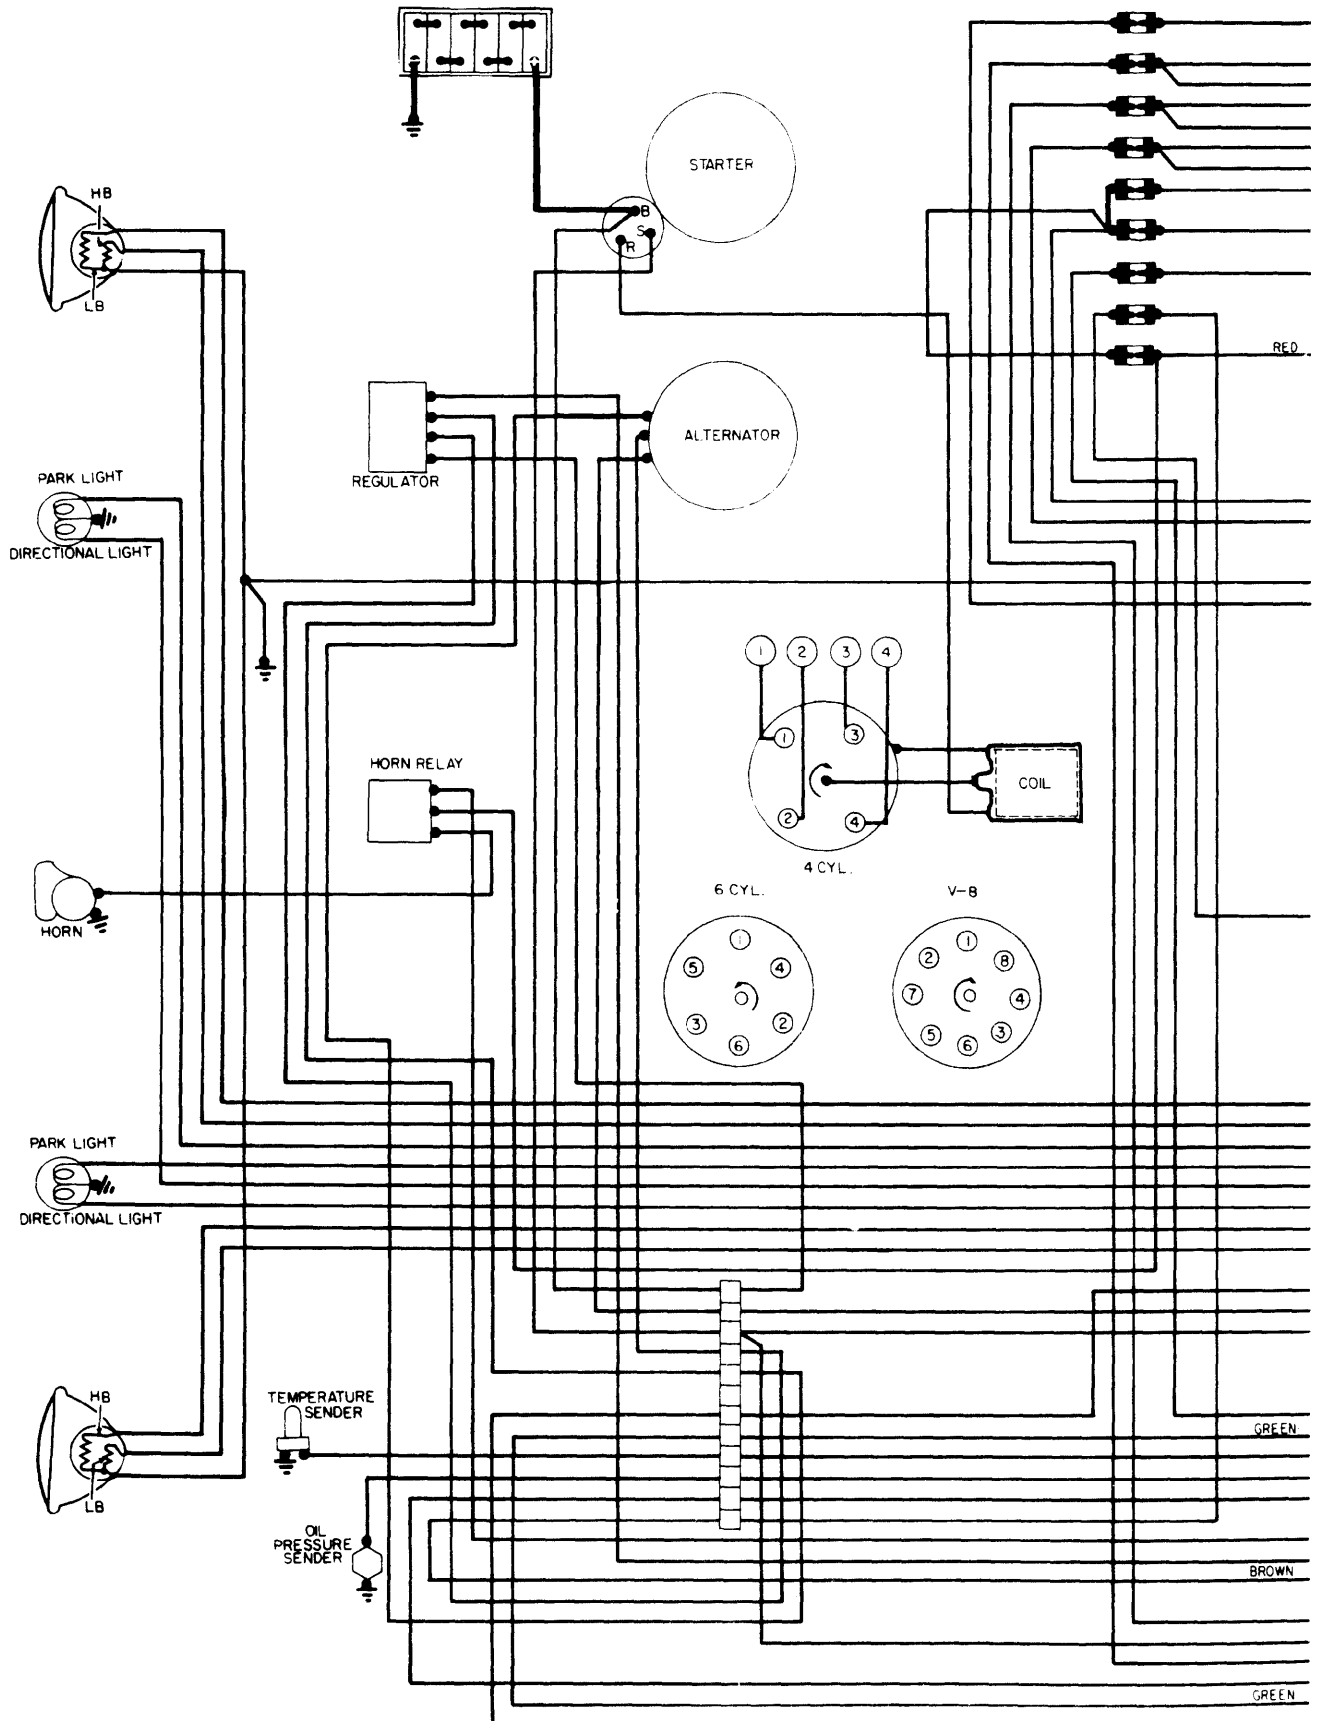 STARTER
B
S
R
HB
LB
RED
REGULATOR
ALTERNATOR
PARK LIGHT
DIRECTIONAL LIGHT
1 2 3 4
1 3
2 4
COIL
4 CYL.
HORN RELAY
HORN
6 CYL.
1
5 4
3 2
6
V-8
1
2 8
7 4
5 3
6
PARK LIGHT
DIRECTIONAL LIGHT
HB
LB
TEMPERATURE
SENDER
GREEN
OIL
PRESSURE
SENDER
BROWN
GREEN